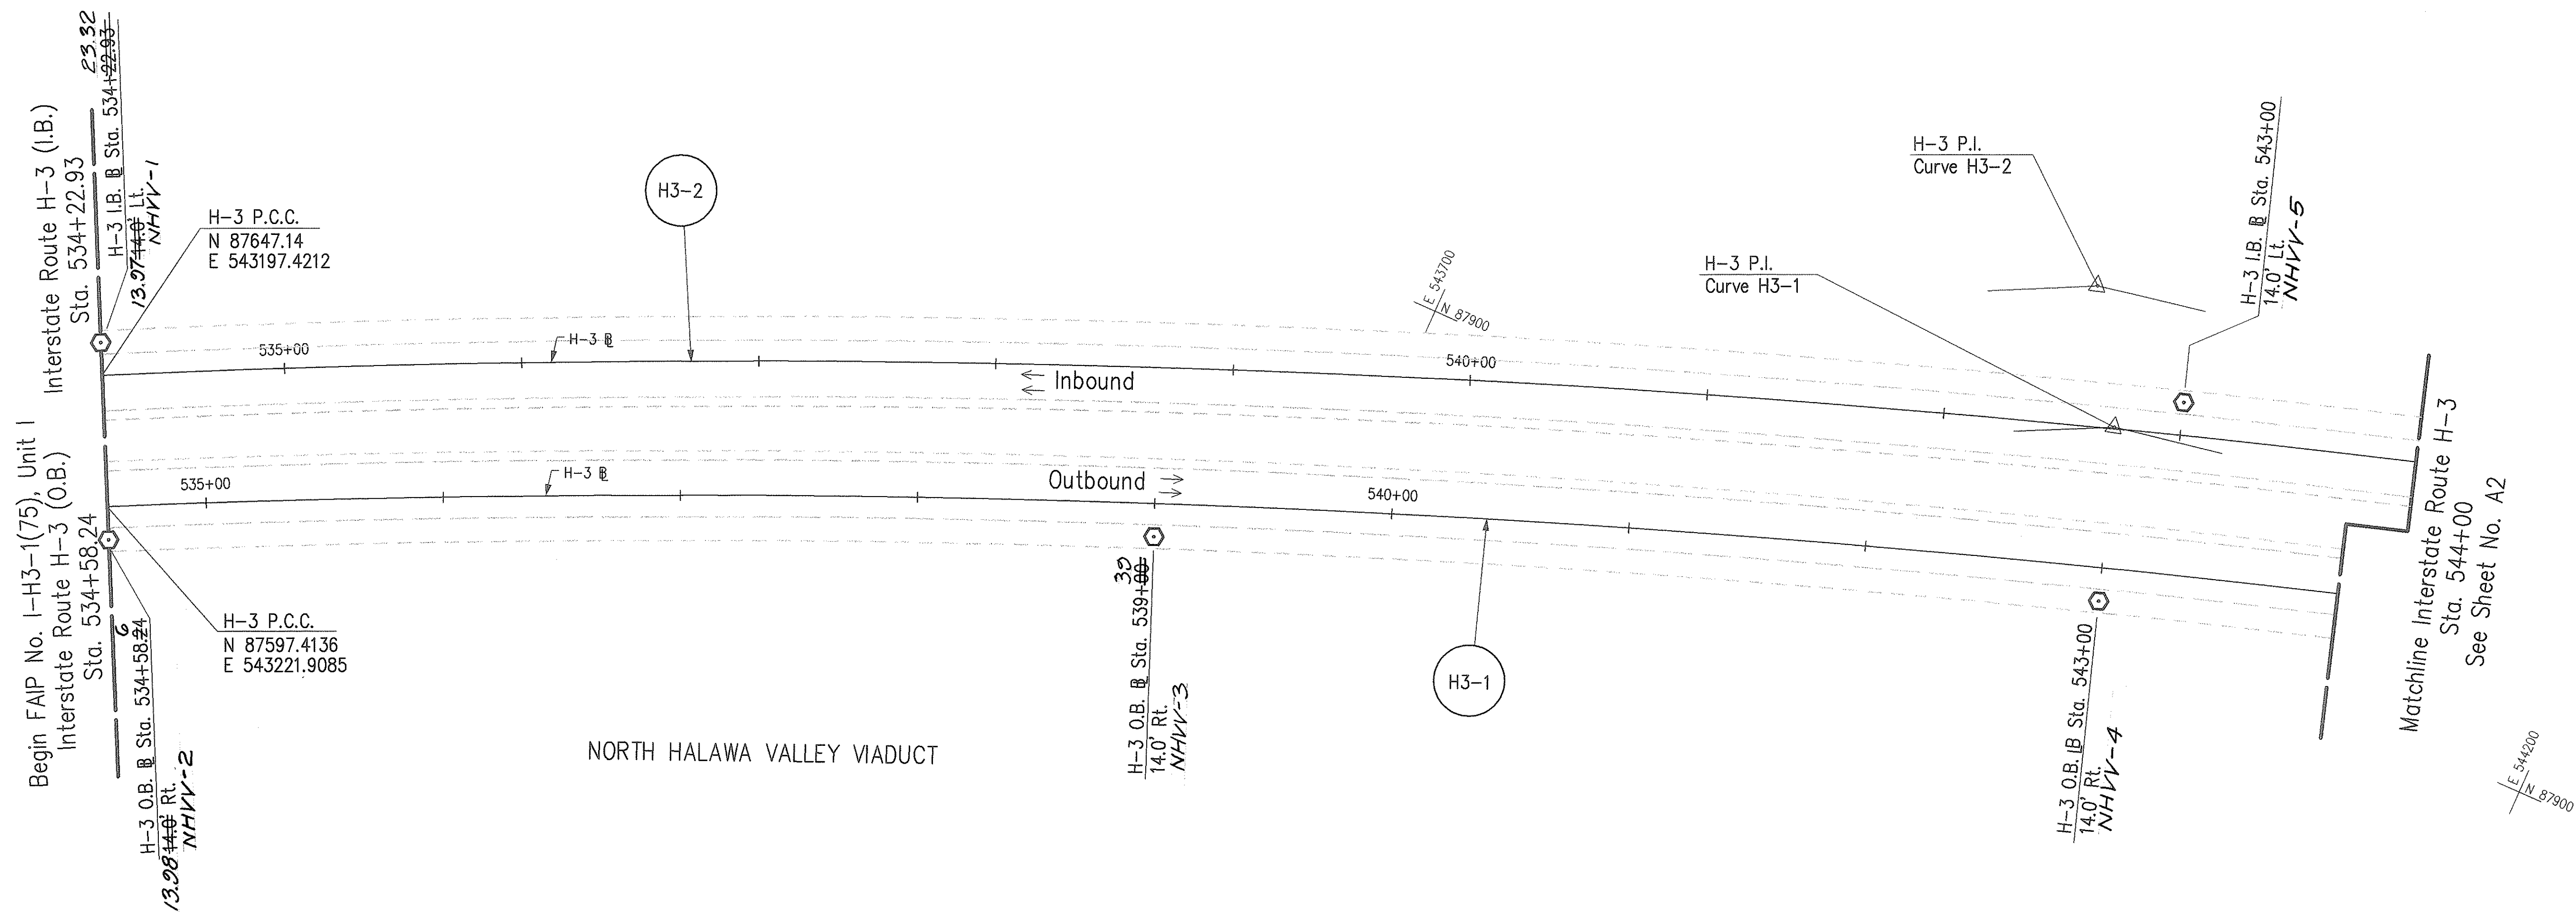 Begin FAIP No. I-H3-1(75), Unit 1
Interstate Route H-3 (O.B.)
Sta. 534+58.24
Interstate Route H-3 (I.B.)
Sta. 534+22.93
23.32
H-3 I.B. B Sta. 534+22.93
13.97 14.0' Lt.
NHVV-1
H-3 P.C.C.
N 87647.14
E 543197.4212
H3-2
535+00
H-3 B
Inbound
E 543700
N 87900
540+00
H-3 P.I.
Curve H3-1
H-3 P.I.
Curve H3-2
H-3 I.B. B Sta. 543+00
14.0' Lt.
NHVV-5
535+00
H-3 B
Outbound
540+00
6
H-3 O.B. B Sta. 534+58.24
13.98 14.0' Rt.
NHVV-2
H-3 P.C.C.
N 87597.4136
E 543221.9085
NORTH HALAWA VALLEY VIADUCT
39
H-3 O.B. B Sta. 539+00
14.0' Rt.
NHVV-3
H3-1
H-3 O.B. B Sta. 543+00
14.0' Rt.
NHVV-4
Matchline Interstate Route H-3
Sta. 544+00
See Sheet No. A2
E 544200
N 87900